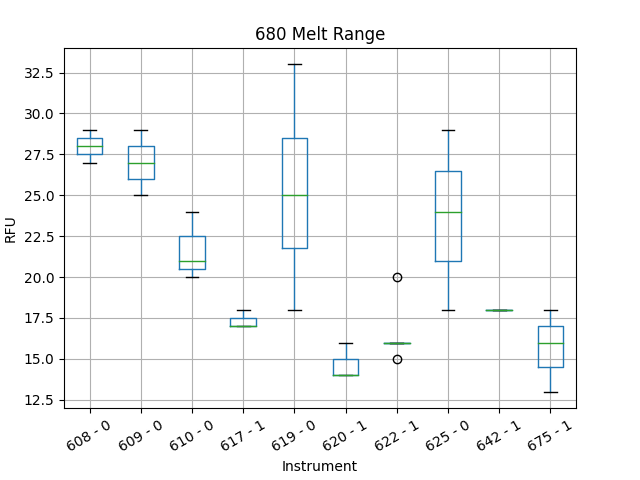 680 Melt Range
32.5
30.0
27.5
25.0
22.5
20.0
17.5
15.0
12.5
RFU
608 - 0
609 - 0
610 - 0
617 - 1
619 - 0
620 - 1
622 - 1
625 - 0
642 - 1
675 - 1
Instrument